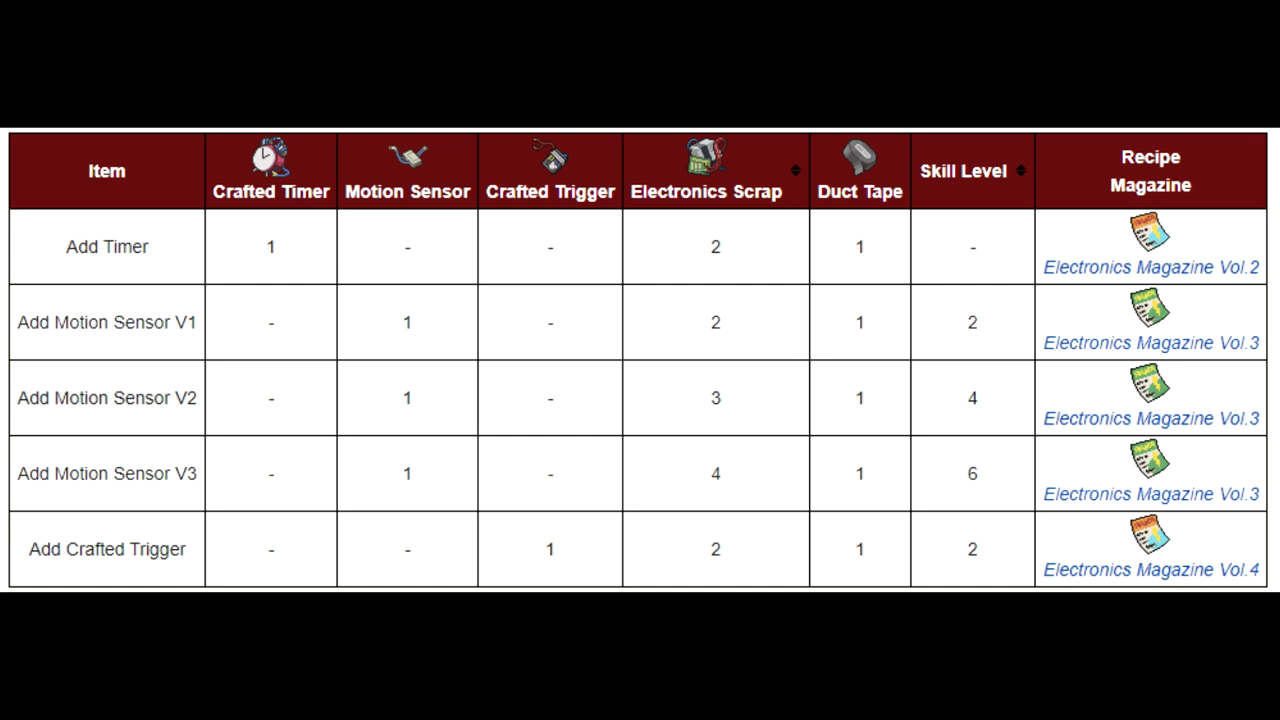 Item Crafted Timer Motion Sensor Crafted Trigger Electronics Scrap Duct Tape Skill Level Recipe Magazine
Add Timer 1 - - 2 1 - Electronics Magazine Vol.2
Add Motion Sensor V1 - 1 - 2 1 2 Electronics Magazine Vol.3
Add Motion Sensor V2 - 1 - 3 1 4 Electronics Magazine Vol.3
Add Motion Sensor V3 - 1 - 4 1 6 Electronics Magazine Vol.3
Add Crafted Trigger - - 1 2 1 2 Electronics Magazine Vol.4